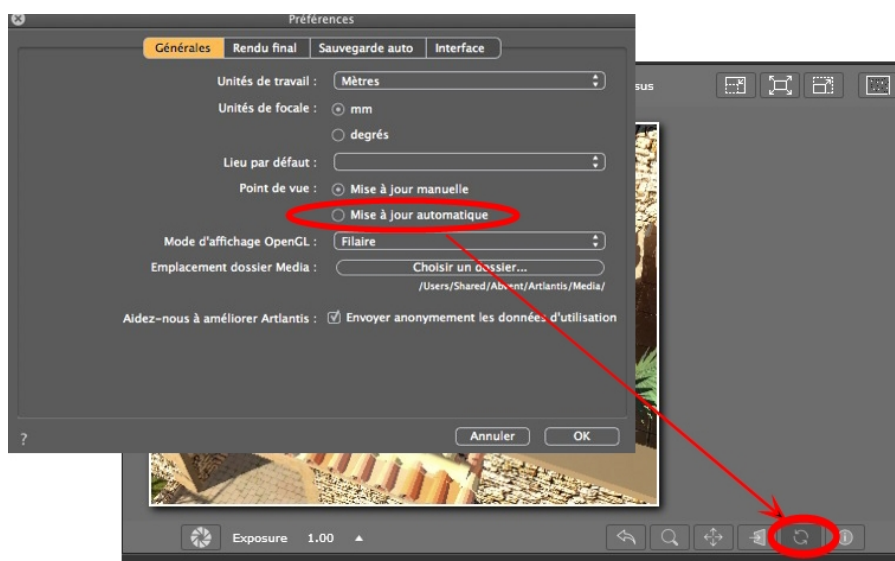 Préférences
Générales Rendu final Sauvegarde auto Interface
Unités de travail : Mètres
Unités de focale : mm
degrés
Lieu par défaut :
Point de vue : Mise à jour manuelle
Mise à jour automatique
Mode d'affichage OpenGL : Filaire
Emplacement dossier Media : Choisir un dossier...
/Users/Shared/Abvent/Artlantis/Media/
Aidez-nous à améliorer Artlantis : Envoyer anonymement les données d'utilisation
? Annuler OK
sus
Exposure 1.00